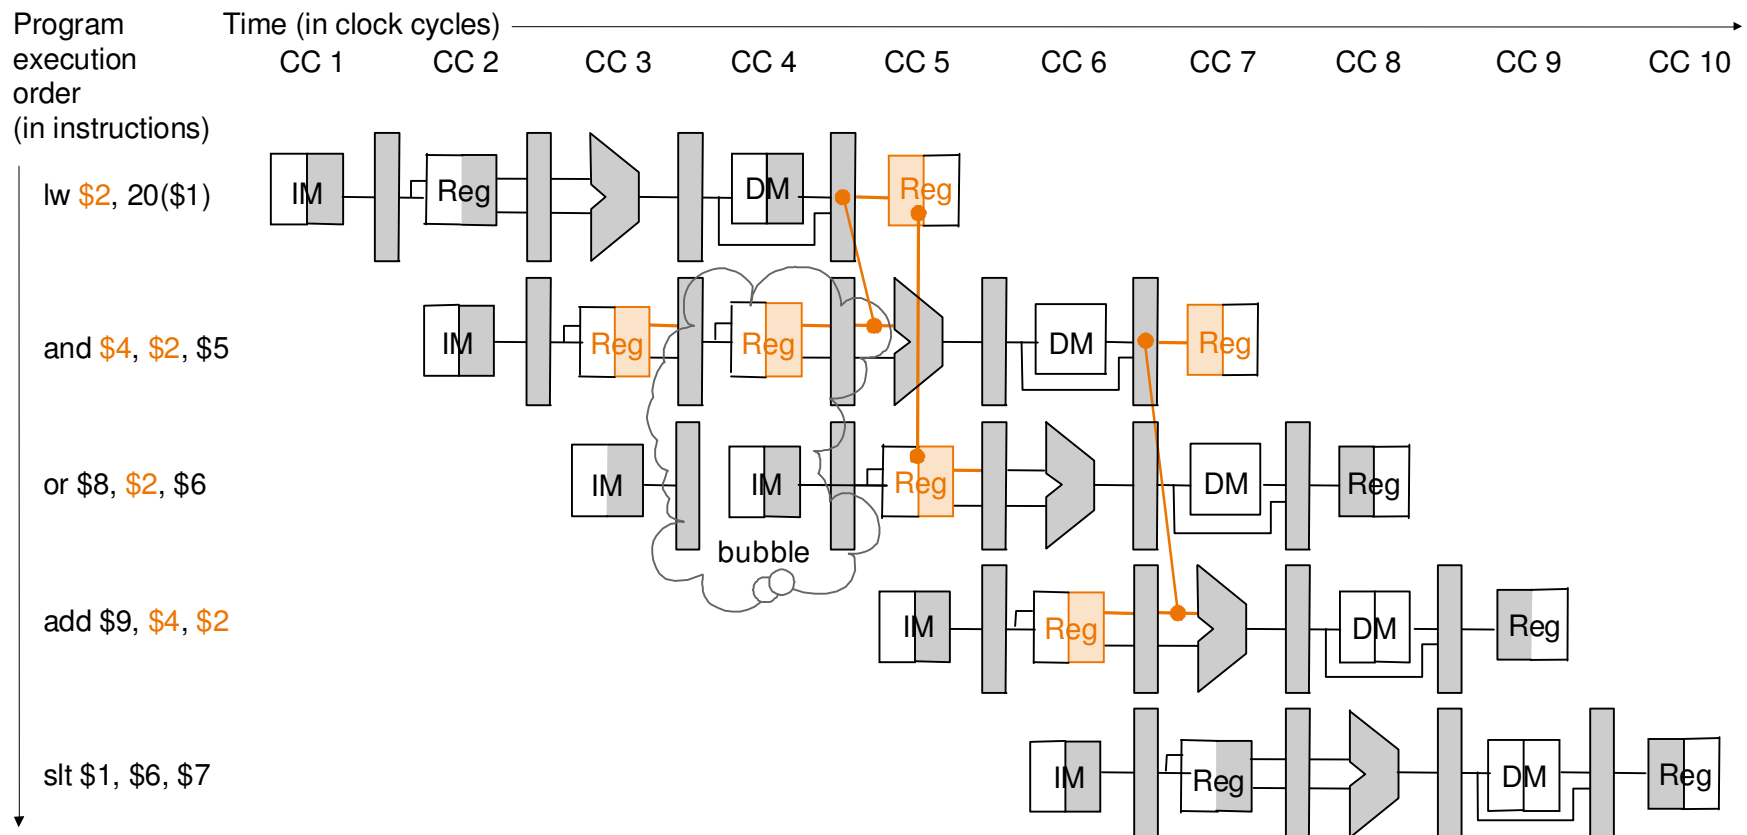 Program
execution
order
(in instructions)
Time (in clock cycles)
CC 1 CC 2 CC 3 CC 4 CC 5 CC 6 CC 7 CC 8 CC 9 CC 10
lw $2, 20($1)
IM Reg DM Reg
and $4, $2, $5
IM Reg Reg DM Reg
or $8, $2, $6
IM IM Reg DM Reg
bubble
add $9, $4, $2
IM Reg DM Reg
slt $1, $6, $7
IM Reg DM Reg